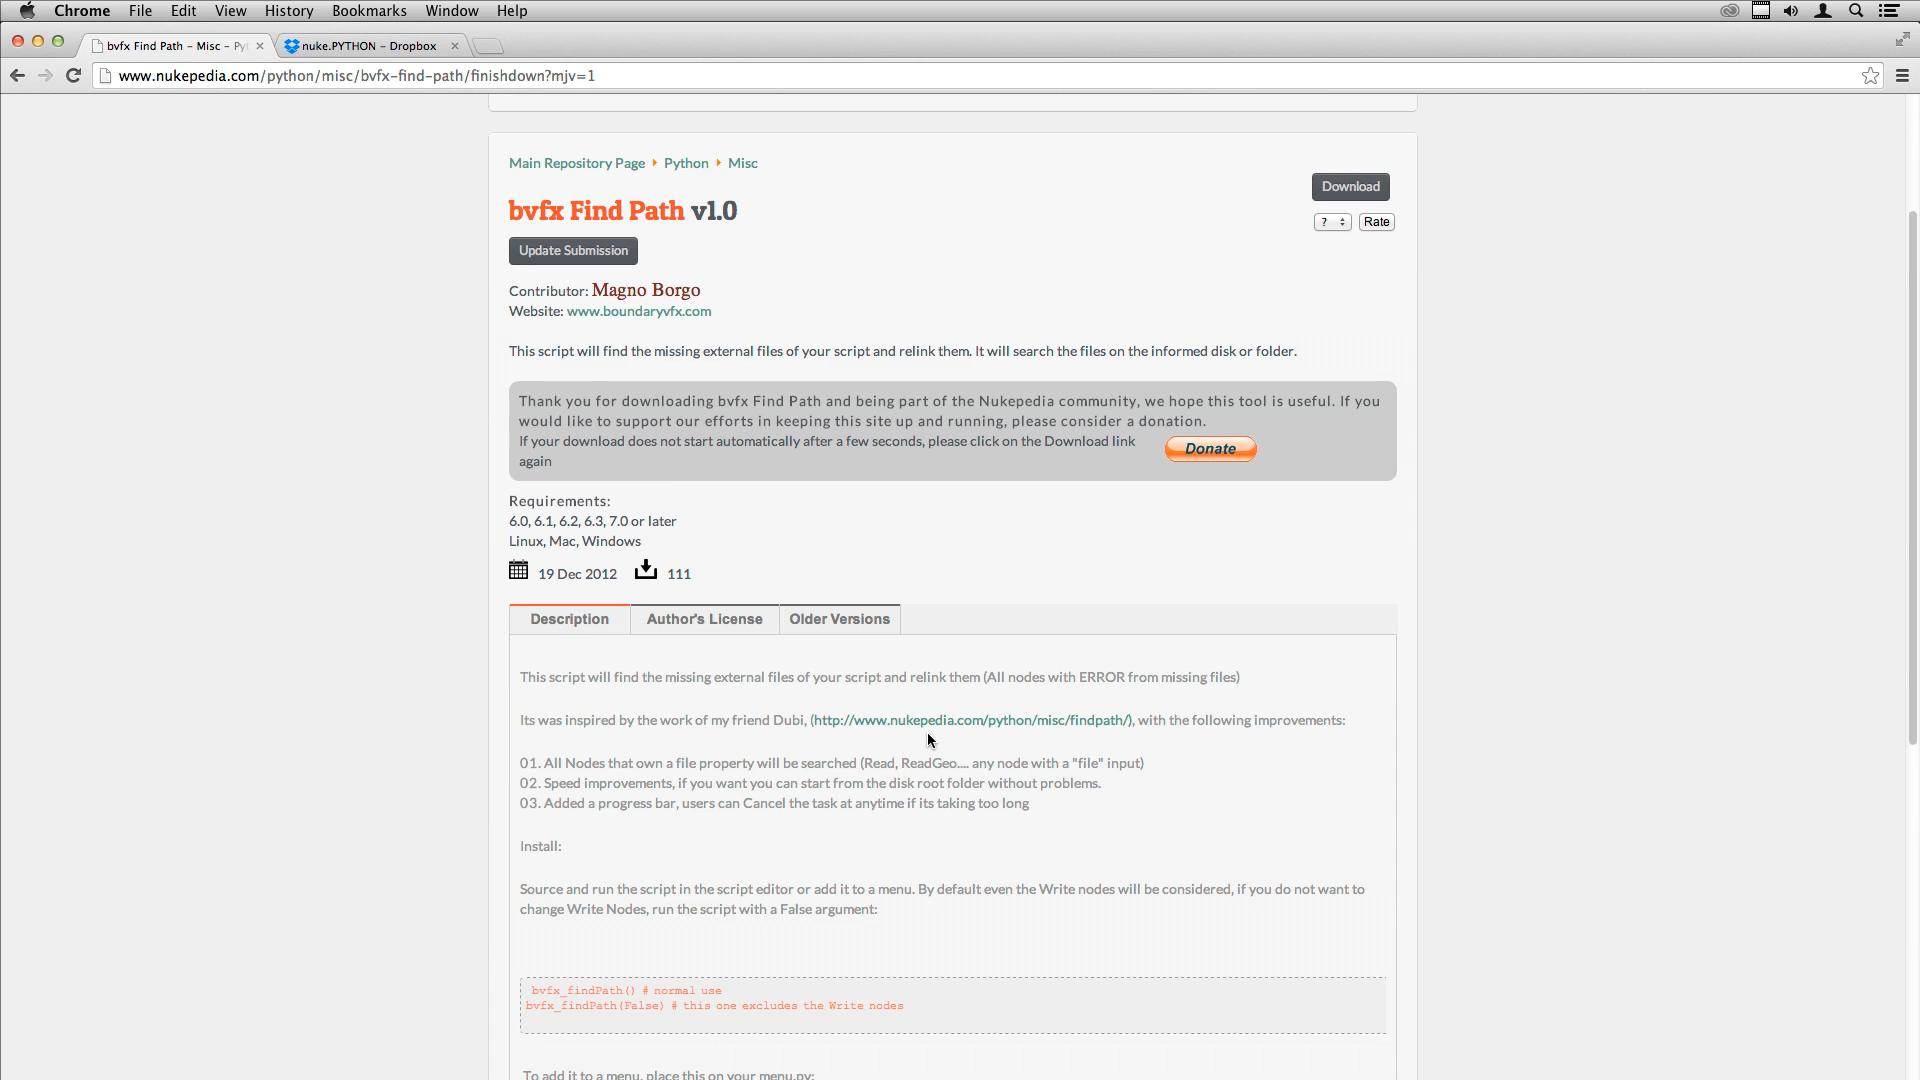 Chrome File Edit View History Bookmarks Window Help
bvfx Find Path – Misc – Py
nuke.PYTHON – Dropbox
www.nukepedia.com/python/misc/bvfx-find-path/finishdown?mjv=1
Main Repository Page Python Misc
Download
bvfx Find Path v1.0
? Rate
Update Submission
Contributor: Magno Borgo
Website: www.boundaryvfx.com
This script will find the missing external files of your script and relink them. It will search the files on the informed disk or folder.
Thank you for downloading bvfx Find Path and being part of the Nukepedia community, we hope this tool is useful. If you
would like to support our efforts in keeping this site up and running, please consider a donation.
If your download does not start automatically after a few seconds, please click on the Download link
again
Donate
Requirements:
6.0, 6.1, 6.2, 6.3, 7.0 or later
Linux, Mac, Windows
19 Dec 2012 111
Description Author's License Older Versions
This script will find the missing external files of your script and relink them (All nodes with ERROR from missing files)
Its was inspired by the work of my friend Dubi, (http://www.nukepedia.com/python/misc/findpath/), with the following improvements:
01. All Nodes that own a file property will be searched (Read, ReadGeo.... any node with a "file" input)
02. Speed improvements, if you want you can start from the disk root folder without problems.
03. Added a progress bar, users can Cancel the task at anytime if its taking too long
Install:
Source and run the script in the script editor or add it to a menu. By default even the Write nodes will be considered, if you do not want to
change Write Nodes, run the script with a False argument:
bvfx_findPath() # normal use
bvfx_findPath(False) # this one excludes the Write nodes
To add it to a menu, place this on your menu.py: